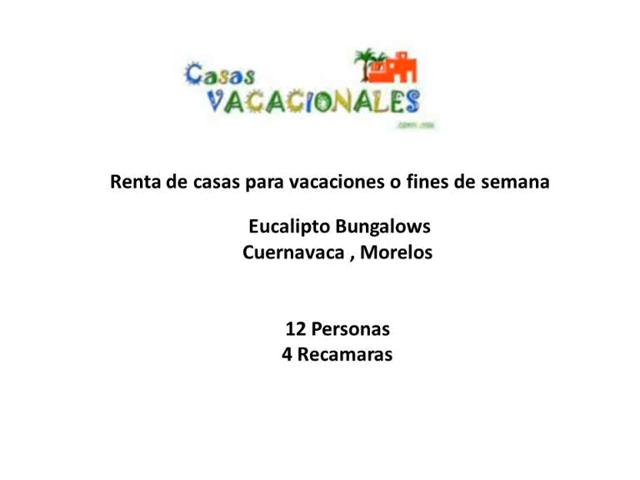 Casas
VACACIONALES
Renta de casas para vacaciones o fines de semana
Eucalipto Bungalows
Cuernavaca , Morelos
12 Personas
4 Recamaras